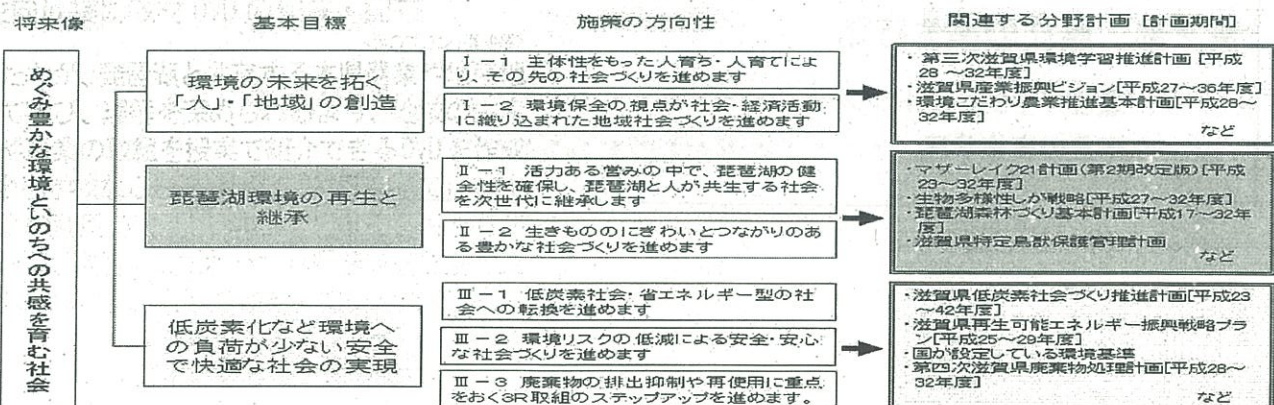 将来像
基本目標
施策の方向性
関連する分野計画 [計画期間]
めぐみ豊かな環境といのちへの共感を育む社会
環境の未来を拓く
「人」・「地域」の創造
Ⅰ－1 主体性をもった人育ち・人育てによ
り、その先の社会づくりを進めます
Ⅰ－2 環境保全の視点が社会・経済活動
に織り込まれた地域社会づくりを進めます
・第三次滋賀県環境学習推進計画 [平成
28～32年度]
・滋賀県産業振興ビジョン[平成27～36年度]
・環境こだわり農業推進基本計画[平成28～
32年度]
など
琵琶湖環境の再生と
継承
Ⅱ－1 活力ある営みの中で、琵琶湖の健
全性を確保し、琵琶湖と人が共生する社会
を次世代に継承します
Ⅱ－2 生きもののにぎわいとつながりのあ
る豊かな社会づくりを進めます
・マザーレイク21計画(第2期改定版)[平成
23～32年度]
・生物多様性しが戦略[平成27～32年度]
・琵琶湖森林づくり基本計画[平成17～32年
度]
・滋賀県特定鳥獣保護管理計画
など
低炭素化など環境へ
の負荷が少ない安全
で快適な社会の実現
Ⅲ－1 低炭素社会・省エネルギー型の社
会への転換を進めます
Ⅲ－2 環境リスクの低減による安全・安心
な社会づくりを進めます
Ⅲ－3 廃棄物の排出抑制や再使用に重点
をおく3R取組のステップアップを進めます。
・滋賀県低炭素社会づくり推進計画[平成23
～42年度]
・滋賀県再生可能エネルギー振興戦略プラ
ン[平成25～29年度]
・国が設定している環境基準
・第四次滋賀県廃棄物処理計画[平成28～
32年度]
など